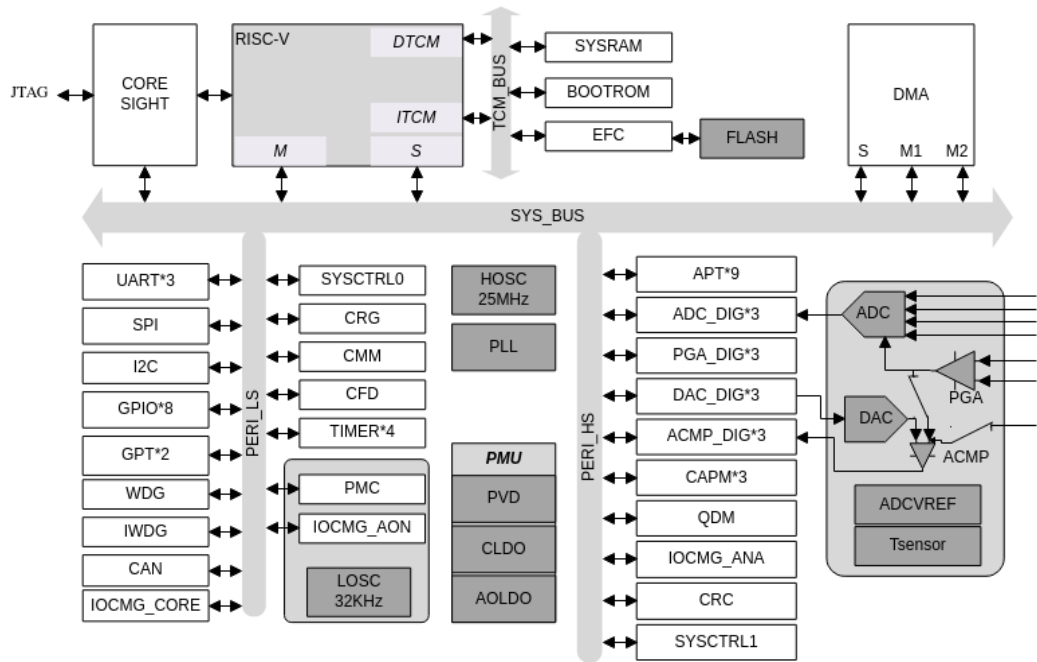 JTAG
CORE
SIGHT
RISC-V
DTCM
ITCM
M
S
TCM_BUS
SYSRAM
BOOTROM
EFC
FLASH
DMA
S M1 M2
SYS_BUS
PERI_LS
UART*3
SPI
I2C
GPIO*8
GPT*2
WDG
IWDG
CAN
IOCMG_CORE
SYSCTRL0
CRG
CMM
CFD
TIMER*4
PMC
IOCMG_AON
LOSC
32KHz
HOSC
25MHz
PLL
PMU
PVD
CLDO
AOLDO
PERI_HS
APT*9
ADC_DIG*3
PGA_DIG*3
DAC_DIG*3
ACMP_DIG*3
CAPM*3
QDM
IOCMG_ANA
CRC
SYSCTRL1
ADC
PGA
DAC
ACMP
ADCVREF
Tsensor